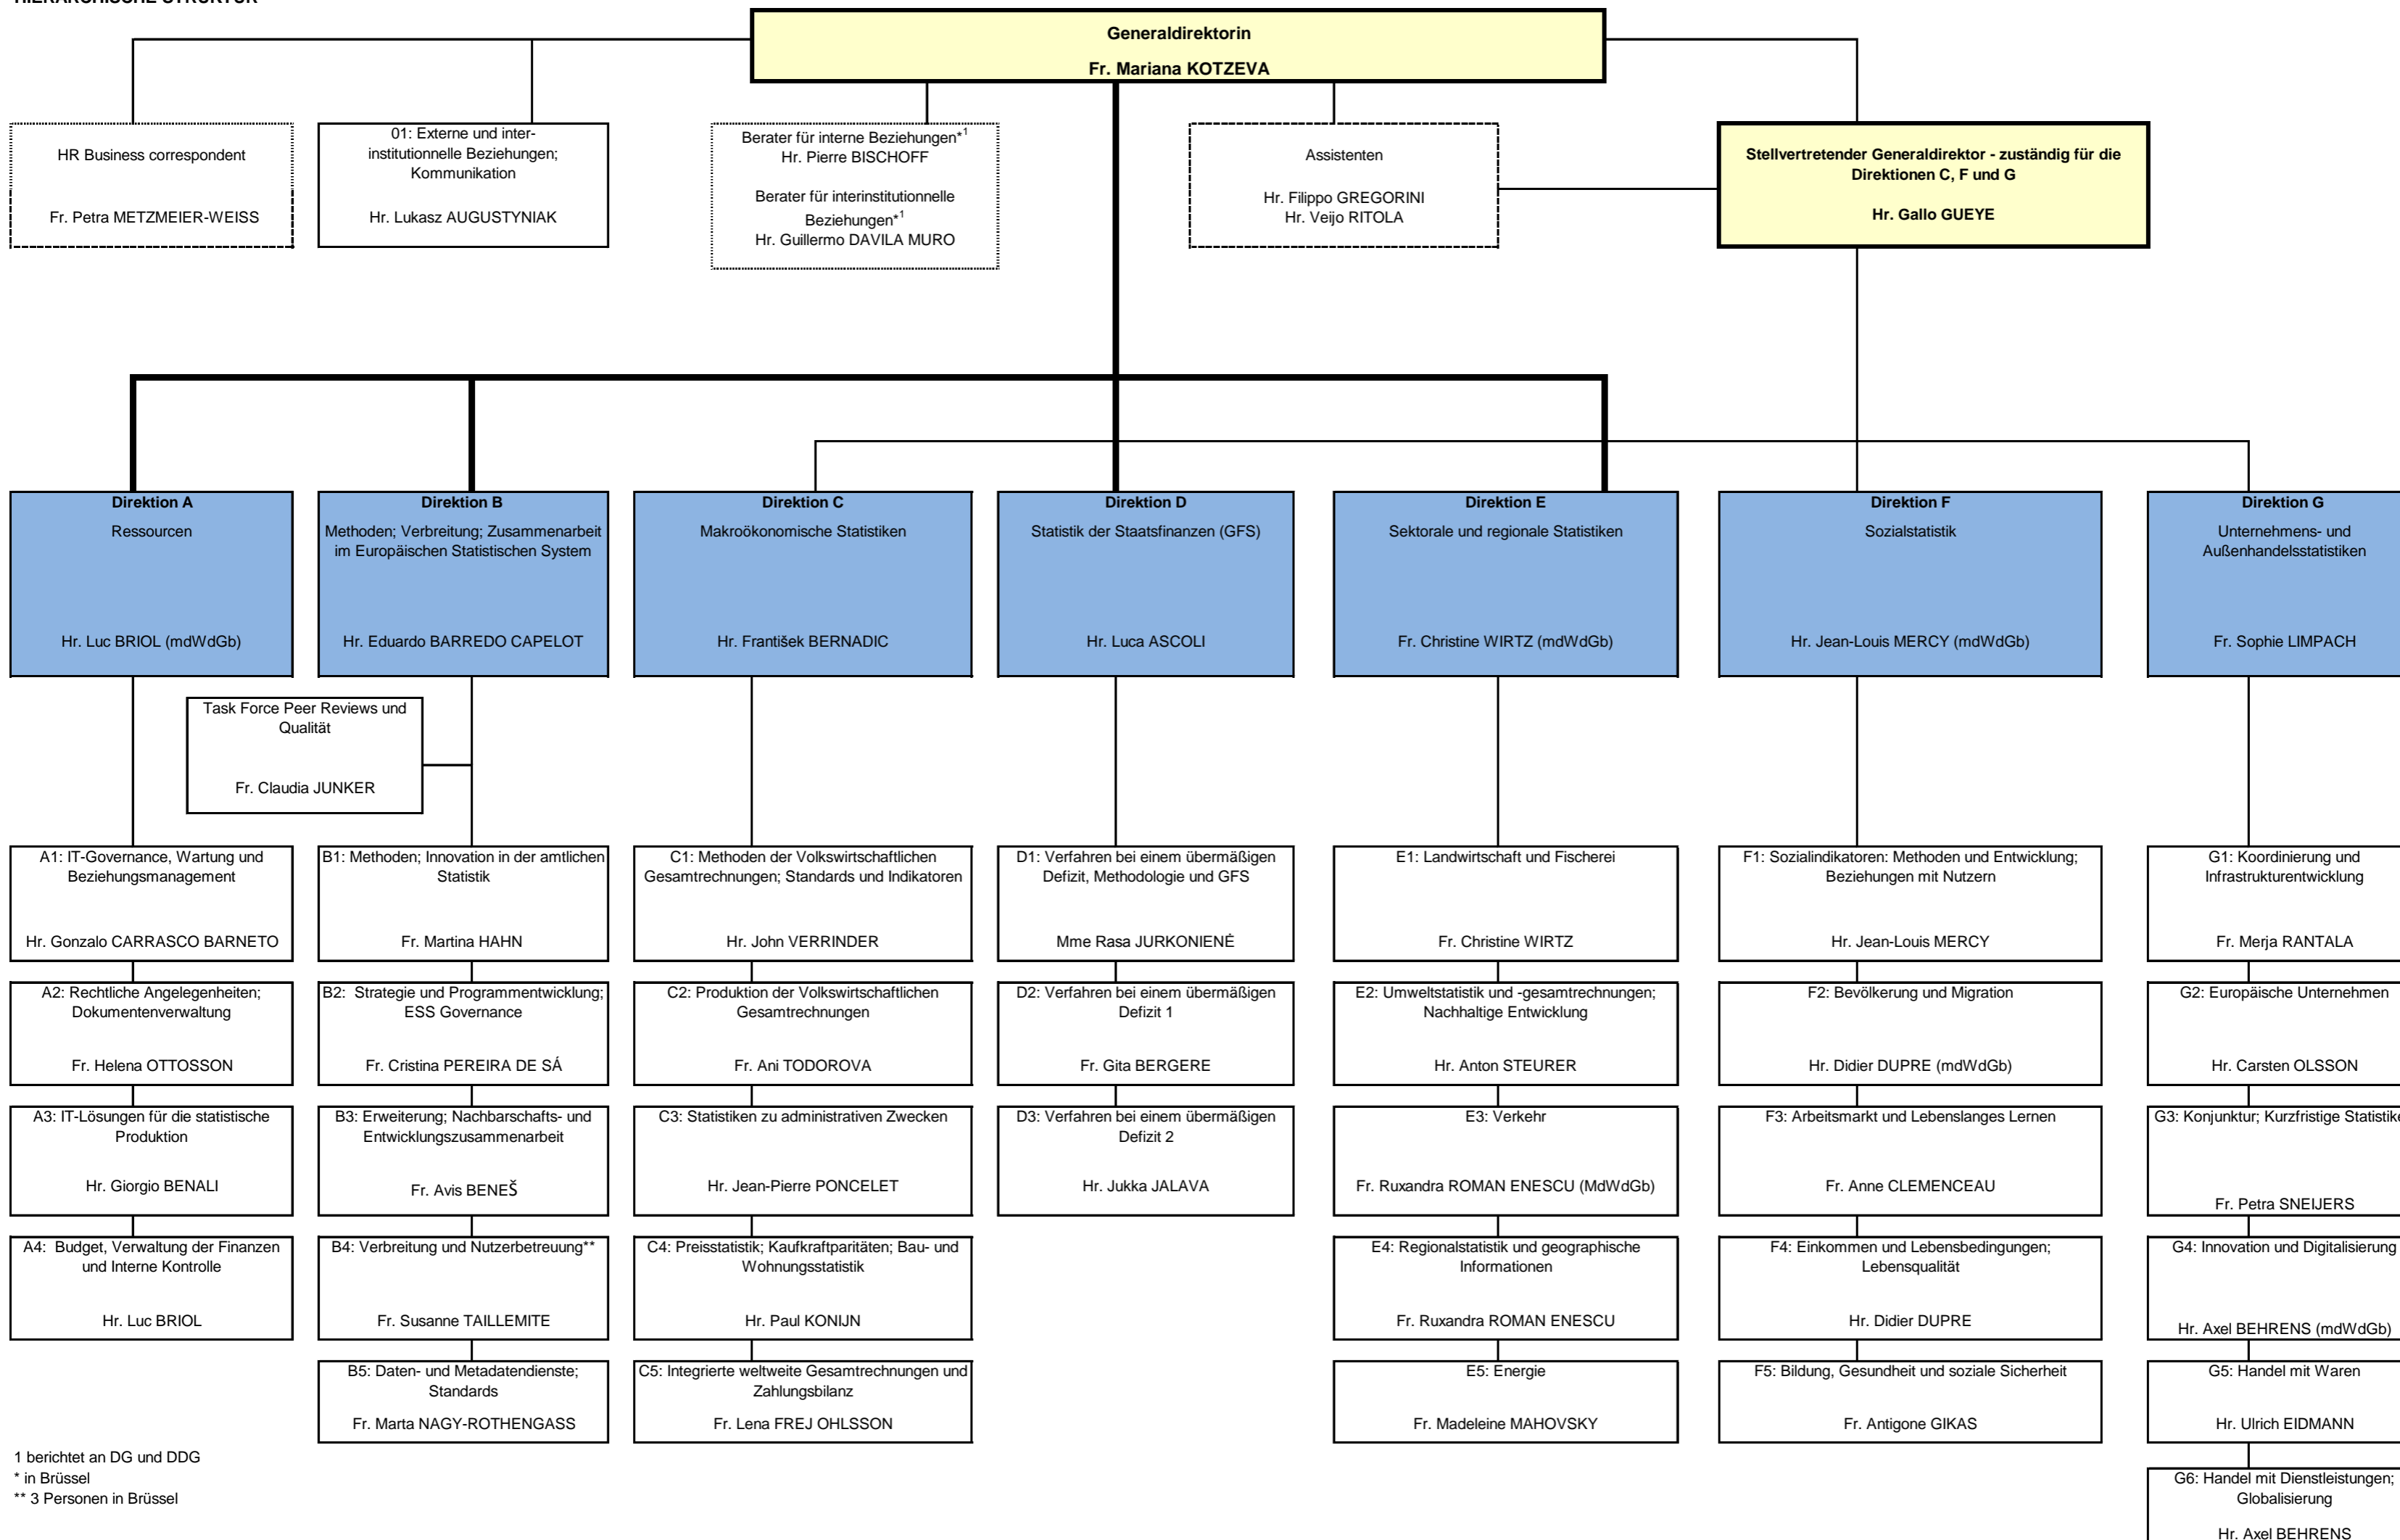 HIERARCHISCHE STRUKTUR
Generaldirektorin
Fr. Mariana KOTZEVA
HR Business correspondent
Fr. Petra METZMEIER-WEISS
01: Externe und inter-
institutionnelle Beziehungen;
Kommunikation
Hr. Lukasz AUGUSTYNIAK
Berater für interne Beziehungen*1
Hr. Pierre BISCHOFF
Berater für interinstitutionnelle
Beziehungen*1
Hr. Guillermo DAVILA MURO
Assistenten
Hr. Filippo GREGORINI
Hr. Veijo RITOLA
Stellvertretender Generaldirektor - zuständig für die
Direktionen C, F und G
Hr. Gallo GUEYE
Direktion A
Ressourcen
Hr. Luc BRIOL (mdWdGb)
Direktion B
Methoden; Verbreitung; Zusammenarbeit
im Europäischen Statistischen System
Hr. Eduardo BARREDO CAPELOT
Direktion C
Makroökonomische Statistiken
Hr. František BERNADIC
Direktion D
Statistik der Staatsfinanzen (GFS)
Hr. Luca ASCOLI
Direktion E
Sektorale und regionale Statistiken
Fr. Christine WIRTZ (mdWdGb)
Direktion F
Sozialstatistik
Hr. Jean-Louis MERCY (mdWdGb)
Direktion G
Unternehmens- und
Außenhandelsstatistiken
Fr. Sophie LIMPACH
Task Force Peer Reviews und
Qualität
Fr. Claudia JUNKER
A1: IT-Governance, Wartung und
Beziehungsmanagement
Hr. Gonzalo CARRASCO BARNETO
B1: Methoden; Innovation in der amtlichen
Statistik
Fr. Martina HAHN
C1: Methoden der Volkswirtschaftlichen
Gesamtrechnungen; Standards und Indikatoren
Hr. John VERRINDER
D1: Verfahren bei einem übermäßigen
Defizit, Methodologie und GFS
Mme Rasa JURKONIENĖ
E1: Landwirtschaft und Fischerei
Fr. Christine WIRTZ
F1: Sozialindikatoren: Methoden und Entwicklung;
Beziehungen mit Nutzern
Hr. Jean-Louis MERCY
G1: Koordinierung und
Infrastrukturentwicklung
Fr. Merja RANTALA
A2: Rechtliche Angelegenheiten;
Dokumentenverwaltung
Fr. Helena OTTOSSON
B2: Strategie und Programmentwicklung;
ESS Governance
Fr. Cristina PEREIRA DE SÁ
C2: Produktion der Volkswirtschaftlichen
Gesamtrechnungen
Fr. Ani TODOROVA
D2: Verfahren bei einem übermäßigen
Defizit 1
Fr. Gita BERGERE
E2: Umweltstatistik und -gesamtrechnungen;
Nachhaltige Entwicklung
Hr. Anton STEURER
F2: Bevölkerung und Migration
Hr. Didier DUPRE (mdWdGb)
G2: Europäische Unternehmen
Hr. Carsten OLSSON
A3: IT-Lösungen für die statistische
Produktion
Hr. Giorgio BENALI
B3: Erweiterung; Nachbarschafts- und
Entwicklungszusammenarbeit
Fr. Avis BENEŠ
C3: Statistiken zu administrativen Zwecken
Hr. Jean-Pierre PONCELET
D3: Verfahren bei einem übermäßigen
Defizit 2
Hr. Jukka JALAVA
E3: Verkehr
Fr. Ruxandra ROMAN ENESCU (MdWdGb)
F3: Arbeitsmarkt und Lebenslanges Lernen
Fr. Anne CLEMENCEAU
G3: Konjunktur; Kurzfristige Statistike
Fr. Petra SNEIJERS
A4: Budget, Verwaltung der Finanzen
und Interne Kontrolle
Hr. Luc BRIOL
B4: Verbreitung und Nutzerbetreuung**
Fr. Susanne TAILLEMITE
C4: Preisstatistik; Kaufkraftparitäten; Bau- und
Wohnungsstatistik
Hr. Paul KONIJN
E4: Regionalstatistik und geographische
Informationen
Fr. Ruxandra ROMAN ENESCU
F4: Einkommen und Lebensbedingungen;
Lebensqualität
Hr. Didier DUPRE
G4: Innovation und Digitalisierung
Hr. Axel BEHRENS (mdWdGb)
B5: Daten- und Metadatendienste;
Standards
Fr. Marta NAGY-ROTHENGASS
C5: Integrierte weltweite Gesamtrechnungen und
Zahlungsbilanz
Fr. Lena FREJ OHLSSON
E5: Energie
Fr. Madeleine MAHOVSKY
F5: Bildung, Gesundheit und soziale Sicherheit
Fr. Antigone GIKAS
G5: Handel mit Waren
Hr. Ulrich EIDMANN
G6: Handel mit Dienstleistungen;
Globalisierung
Hr. Axel BEHRENS
1 berichtet an DG und DDG
* in Brüssel
** 3 Personen in Brüssel